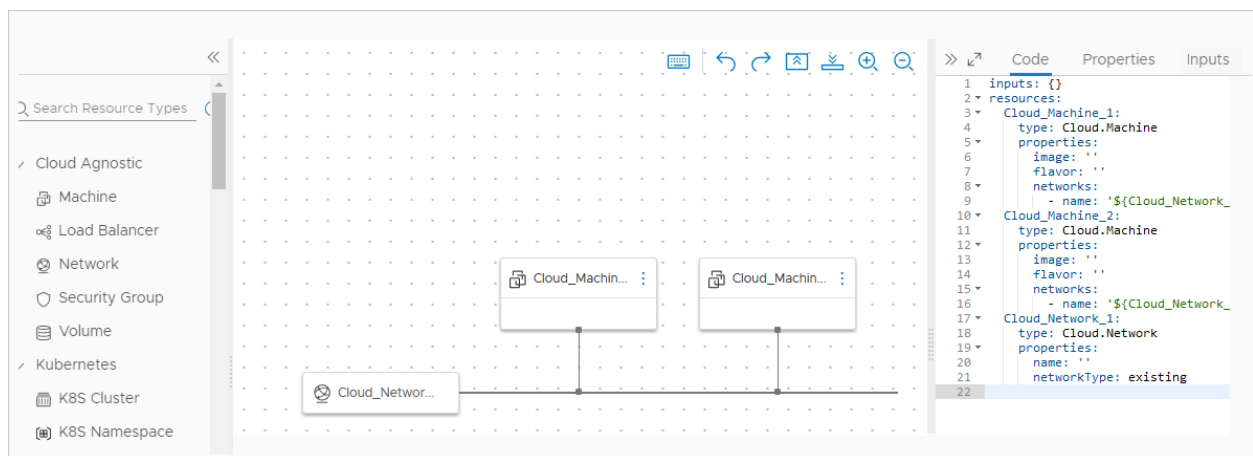 Search Resource Types
Cloud Agnostic
Machine
Load Balancer
Network
Security Group
Volume
Kubernetes
K8S Cluster
K8S Namespace
Cloud_Machin...
Cloud_Machin...
Cloud_Networ...
Code Properties Inputs
1 inputs: {}
2 resources:
3 Cloud_Machine_1:
4 type: Cloud.Machine
5 properties:
6 image: ''
7 flavor: ''
8 networks:
9 - name: '${Cloud_Network_
10 Cloud_Machine_2:
11 type: Cloud.Machine
12 properties:
13 image: ''
14 flavor: ''
15 networks:
16 - name: '${Cloud_Network_
17 Cloud_Network_1:
18 type: Cloud.Network
19 properties:
20 name: ''
21 networkType: existing
22